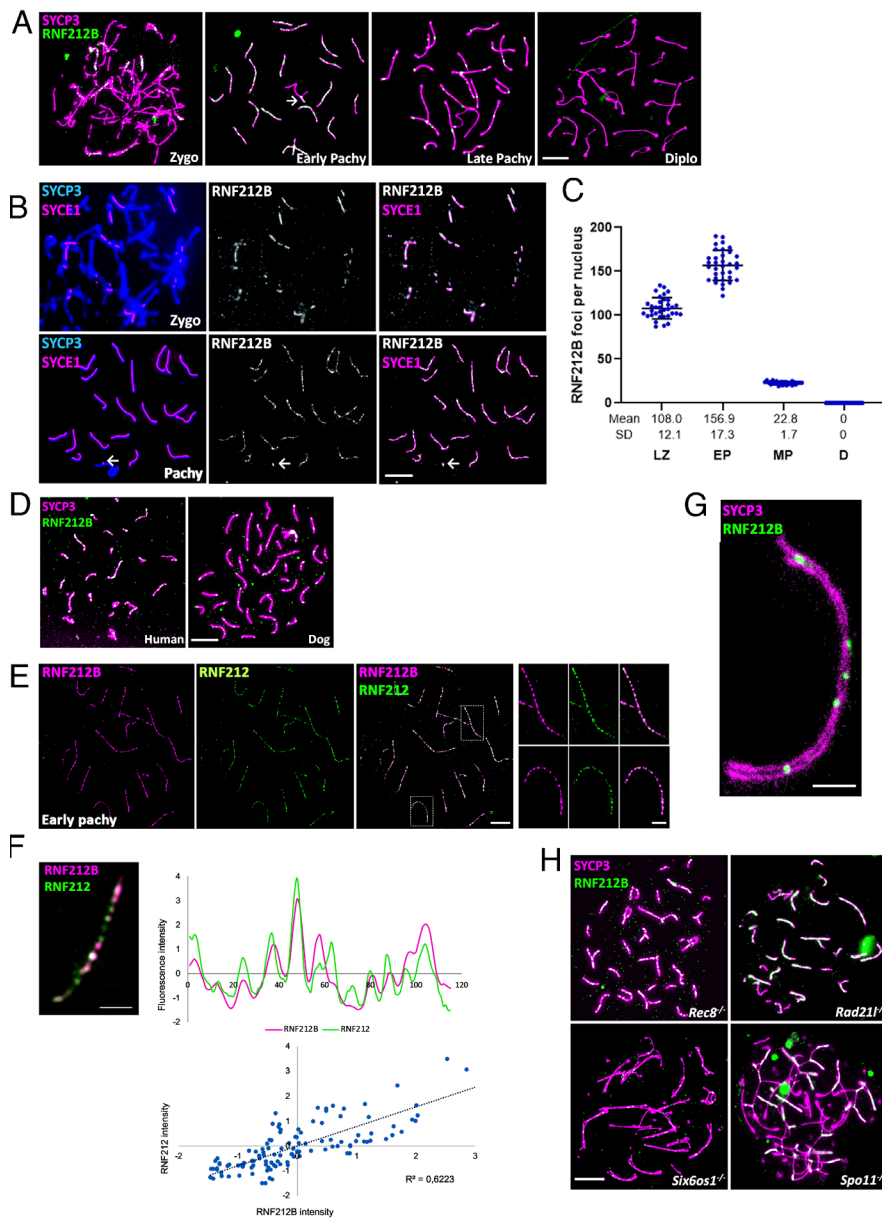 A
SYCP3
RNF212B
Zygo
Early Pachy
Late Pachy
Diplo
B
SYCP3
SYCE1
Zygo
RNF212B
RNF212B
SYCE1
SYCP3
SYCE1
Pachy
RNF212B
RNF212B
SYCE1
C
RNF212B foci per nucleus
200
150
100
50
0
Mean 108.0 156.9 22.8 0
SD 12.1 17.3 1.7 0
LZ EP MP D
D
SYCP3
RNF212B
Human
Dog
G
SYCP3
RNF212B
E
RNF212B
Early pachy
RNF212
RNF212B
RNF212
F
RNF212B
RNF212
Fluorescence intensity
4
3
2
1
0
-1
-2
0 20 40 60 80 100 120
RNF212B RNF212
RNF212 intensity
4
3
2
1
0
-1
-2
-2 -1 0 1 2 3
R² = 0,6223
RNF212B intensity
H
SYCP3
RNF212B
Rec8-/-
Rad21l-/
Six6os1-/-
Spo11-/